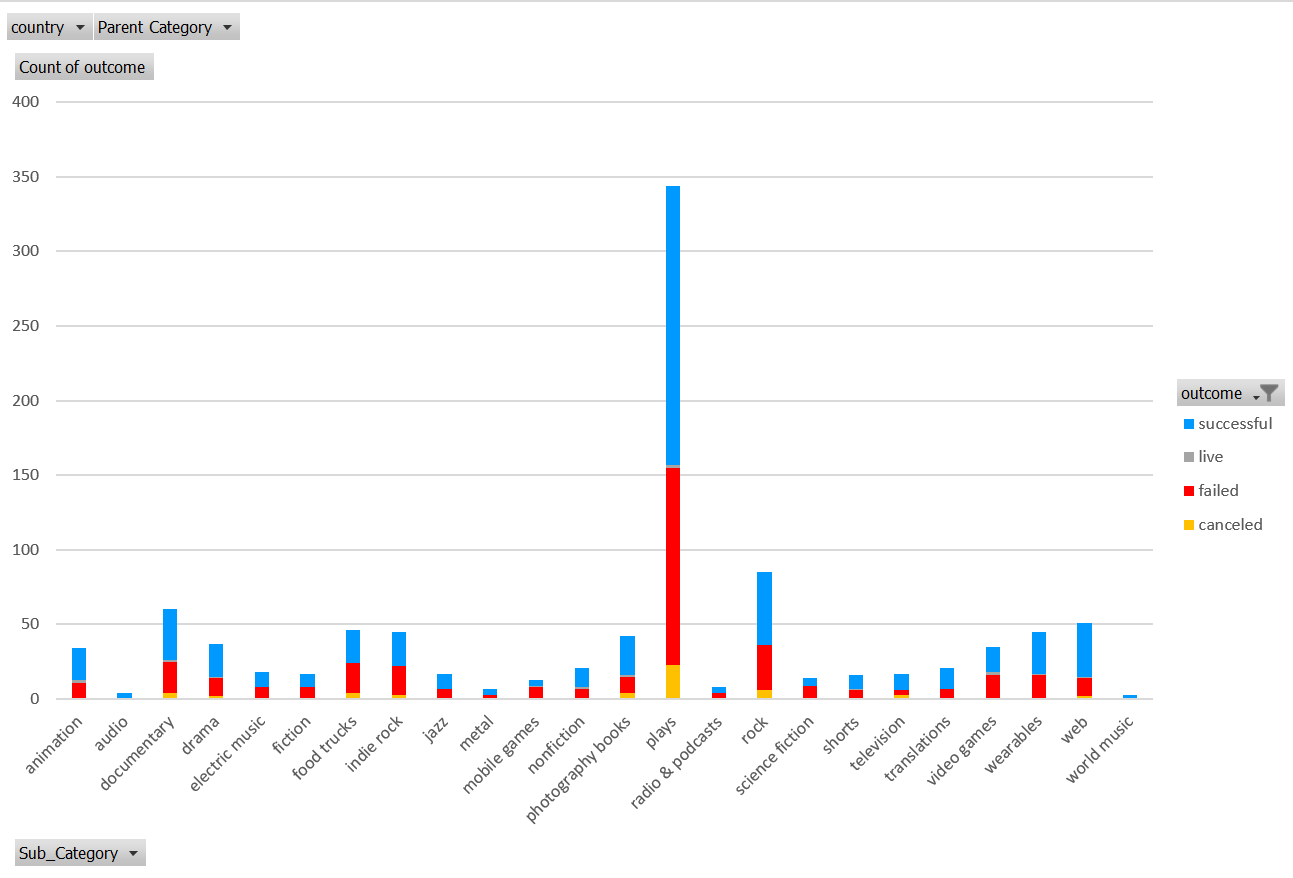 country Parent Category
Count of outcome
400
350
300
250
200
150
100
50
0
outcome
successful
live
failed
canceled
animation
audio
documentary
drama
electric music
fiction
food trucks
indie rock
jazz
metal
mobile games
nonfiction
photography books
plays
radio & podcasts
rock
science fiction
shorts
television
translations
video games
wearables
web
world music
Sub_Category